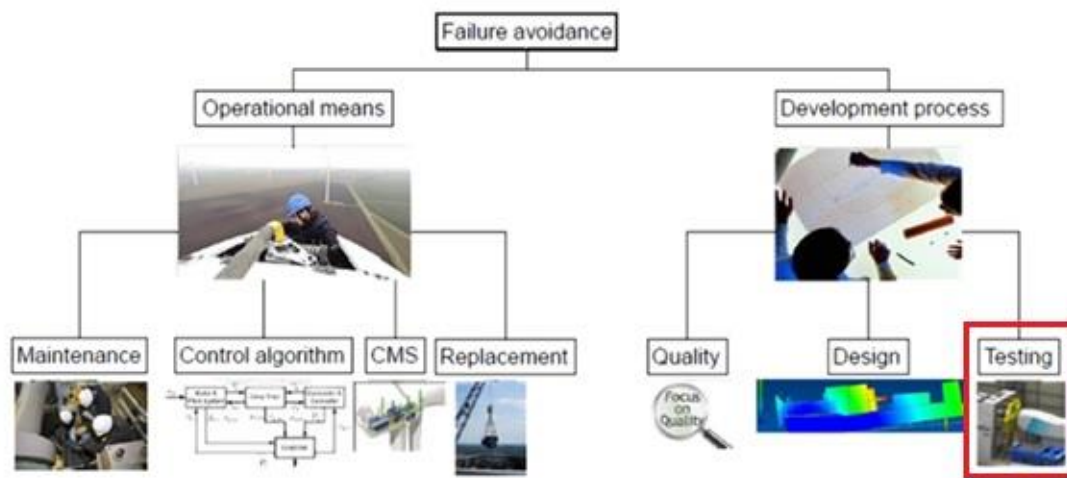 Failure avoidance
Operational means
Development process
Maintenance
Control algorithm
CMS
Replacement
Quality
Design
Testing
Focus
on
Quality